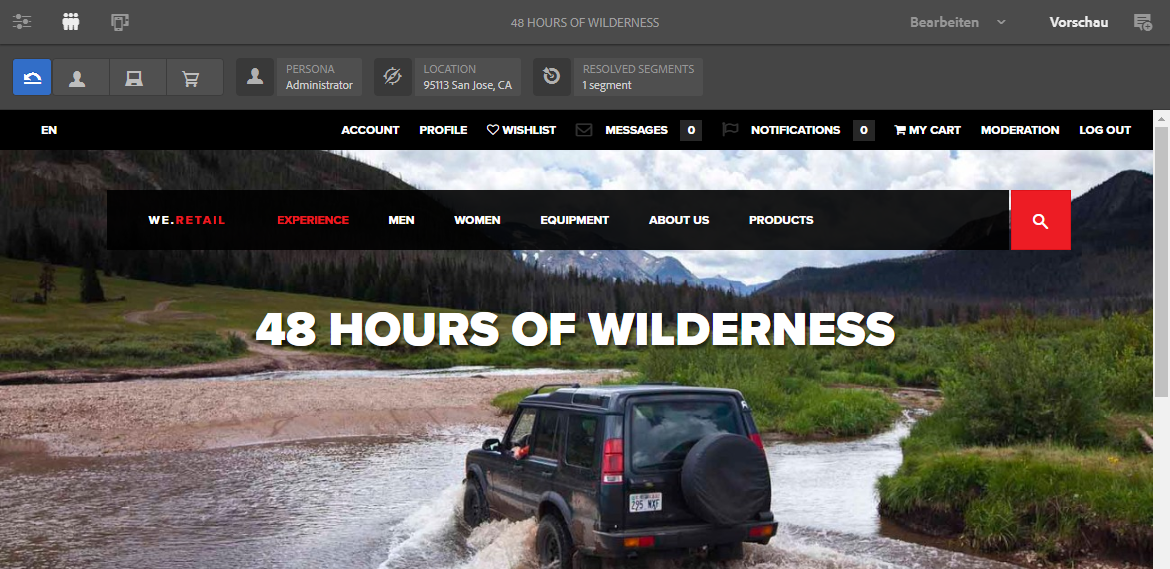 48 HOURS OF WILDERNESS
Bearbeiten
Vorschau
PERSONA
Administrator
LOCATION
95113 San Jose, CA
RESOLVED SEGMENTS
1 segment
EN
ACCOUNT PROFILE WISHLIST MESSAGES 0 NOTIFICATIONS 0 MY CART MODERATION LOG OUT
WE.RETAIL EXPERIENCE MEN WOMEN EQUIPMENT ABOUT US PRODUCTS
48 HOURS OF WILDERNESS
295 WXF